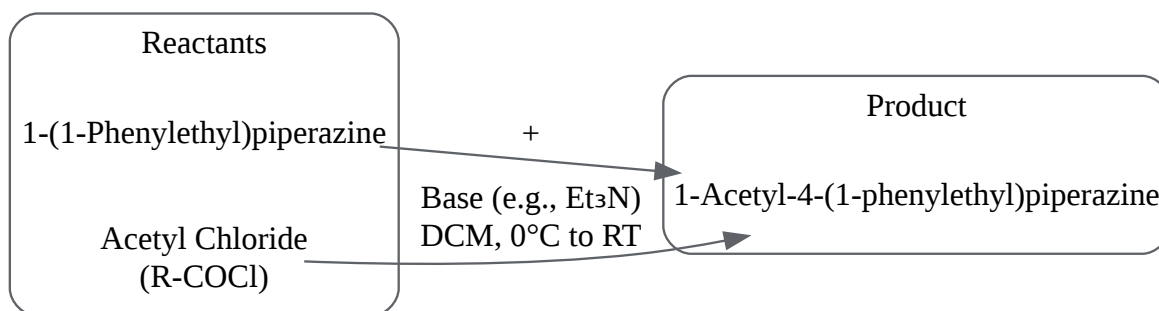 Reactants
1-(1-Phenylethyl)piperazine
Acetyl Chloride
(R-COCl)
+
Base (e.g., Et₃N)
DCM, 0°C to RT
Product
1-Acetyl-4-(1-phenylethyl)piperazine